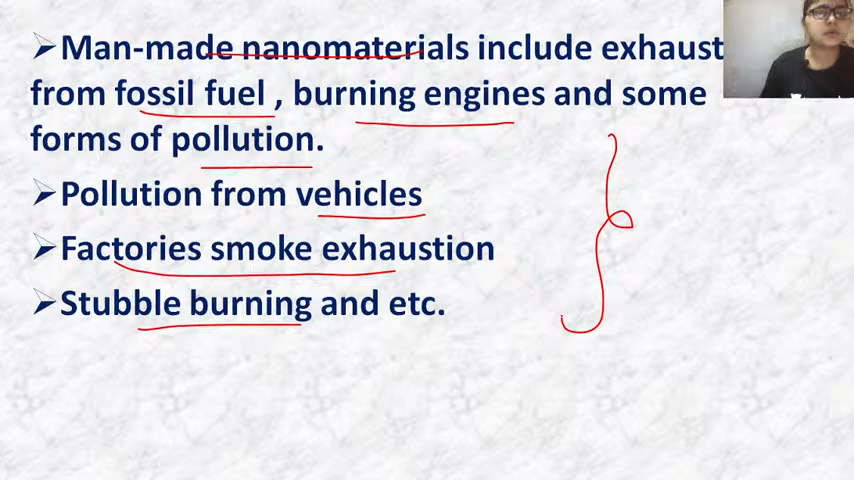 ➢Man-made nanomaterials include exhaust
from fossil fuel , burning engines and some
forms of pollution.
➢Pollution from vehicles
➢Factories smoke exhaustion
➢Stubble burning and etc.